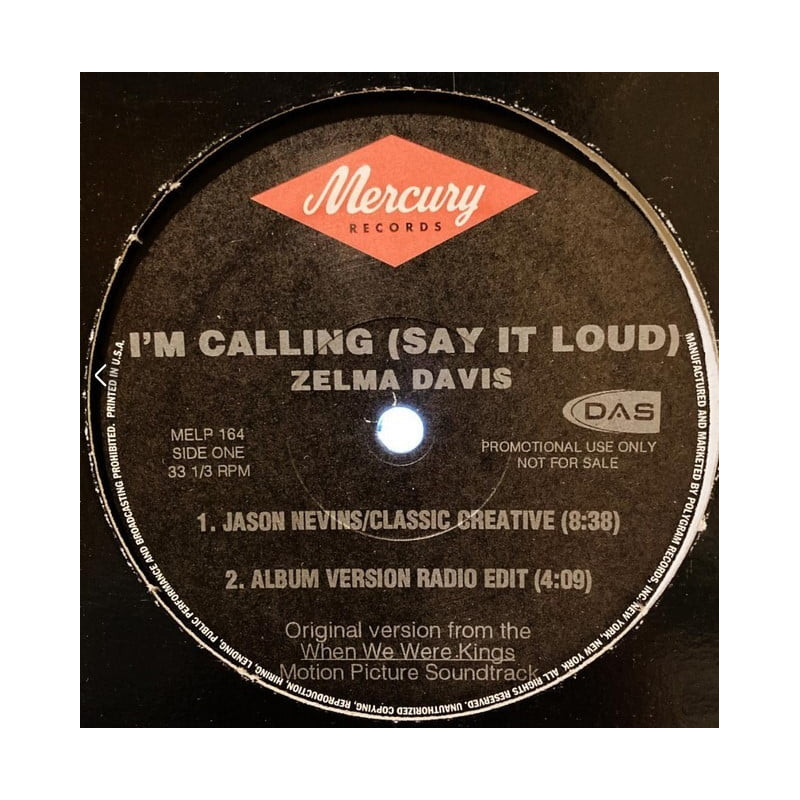 Mercury
RECORDS
I'M CALLING (SAY IT LOUD)
ZELMA DAVIS
MELP 164
SIDE ONE
33 1/3 RPM
DAS
PROMOTIONAL USE ONLY
NOT FOR SALE
1. JASON NEVINS/CLASSIC CREATIVE (8:38)
2. ALBUM VERSION RADIO EDIT (4:09)
Original version from the
When We Were Kings
Motion Picture Soundtrack
MANUFACTURED AND MARKETED BY POLYGRAM RECORDS, INC. NEW YORK, NEW YORK. ALL RIGHTS RESERVED. UNAUTHORIZED COPYING, REPRODUCTION, HIRING, LENDING, PUBLIC PERFORMANCE AND BROADCASTING PROHIBITED. PRINTED IN U.S.A.